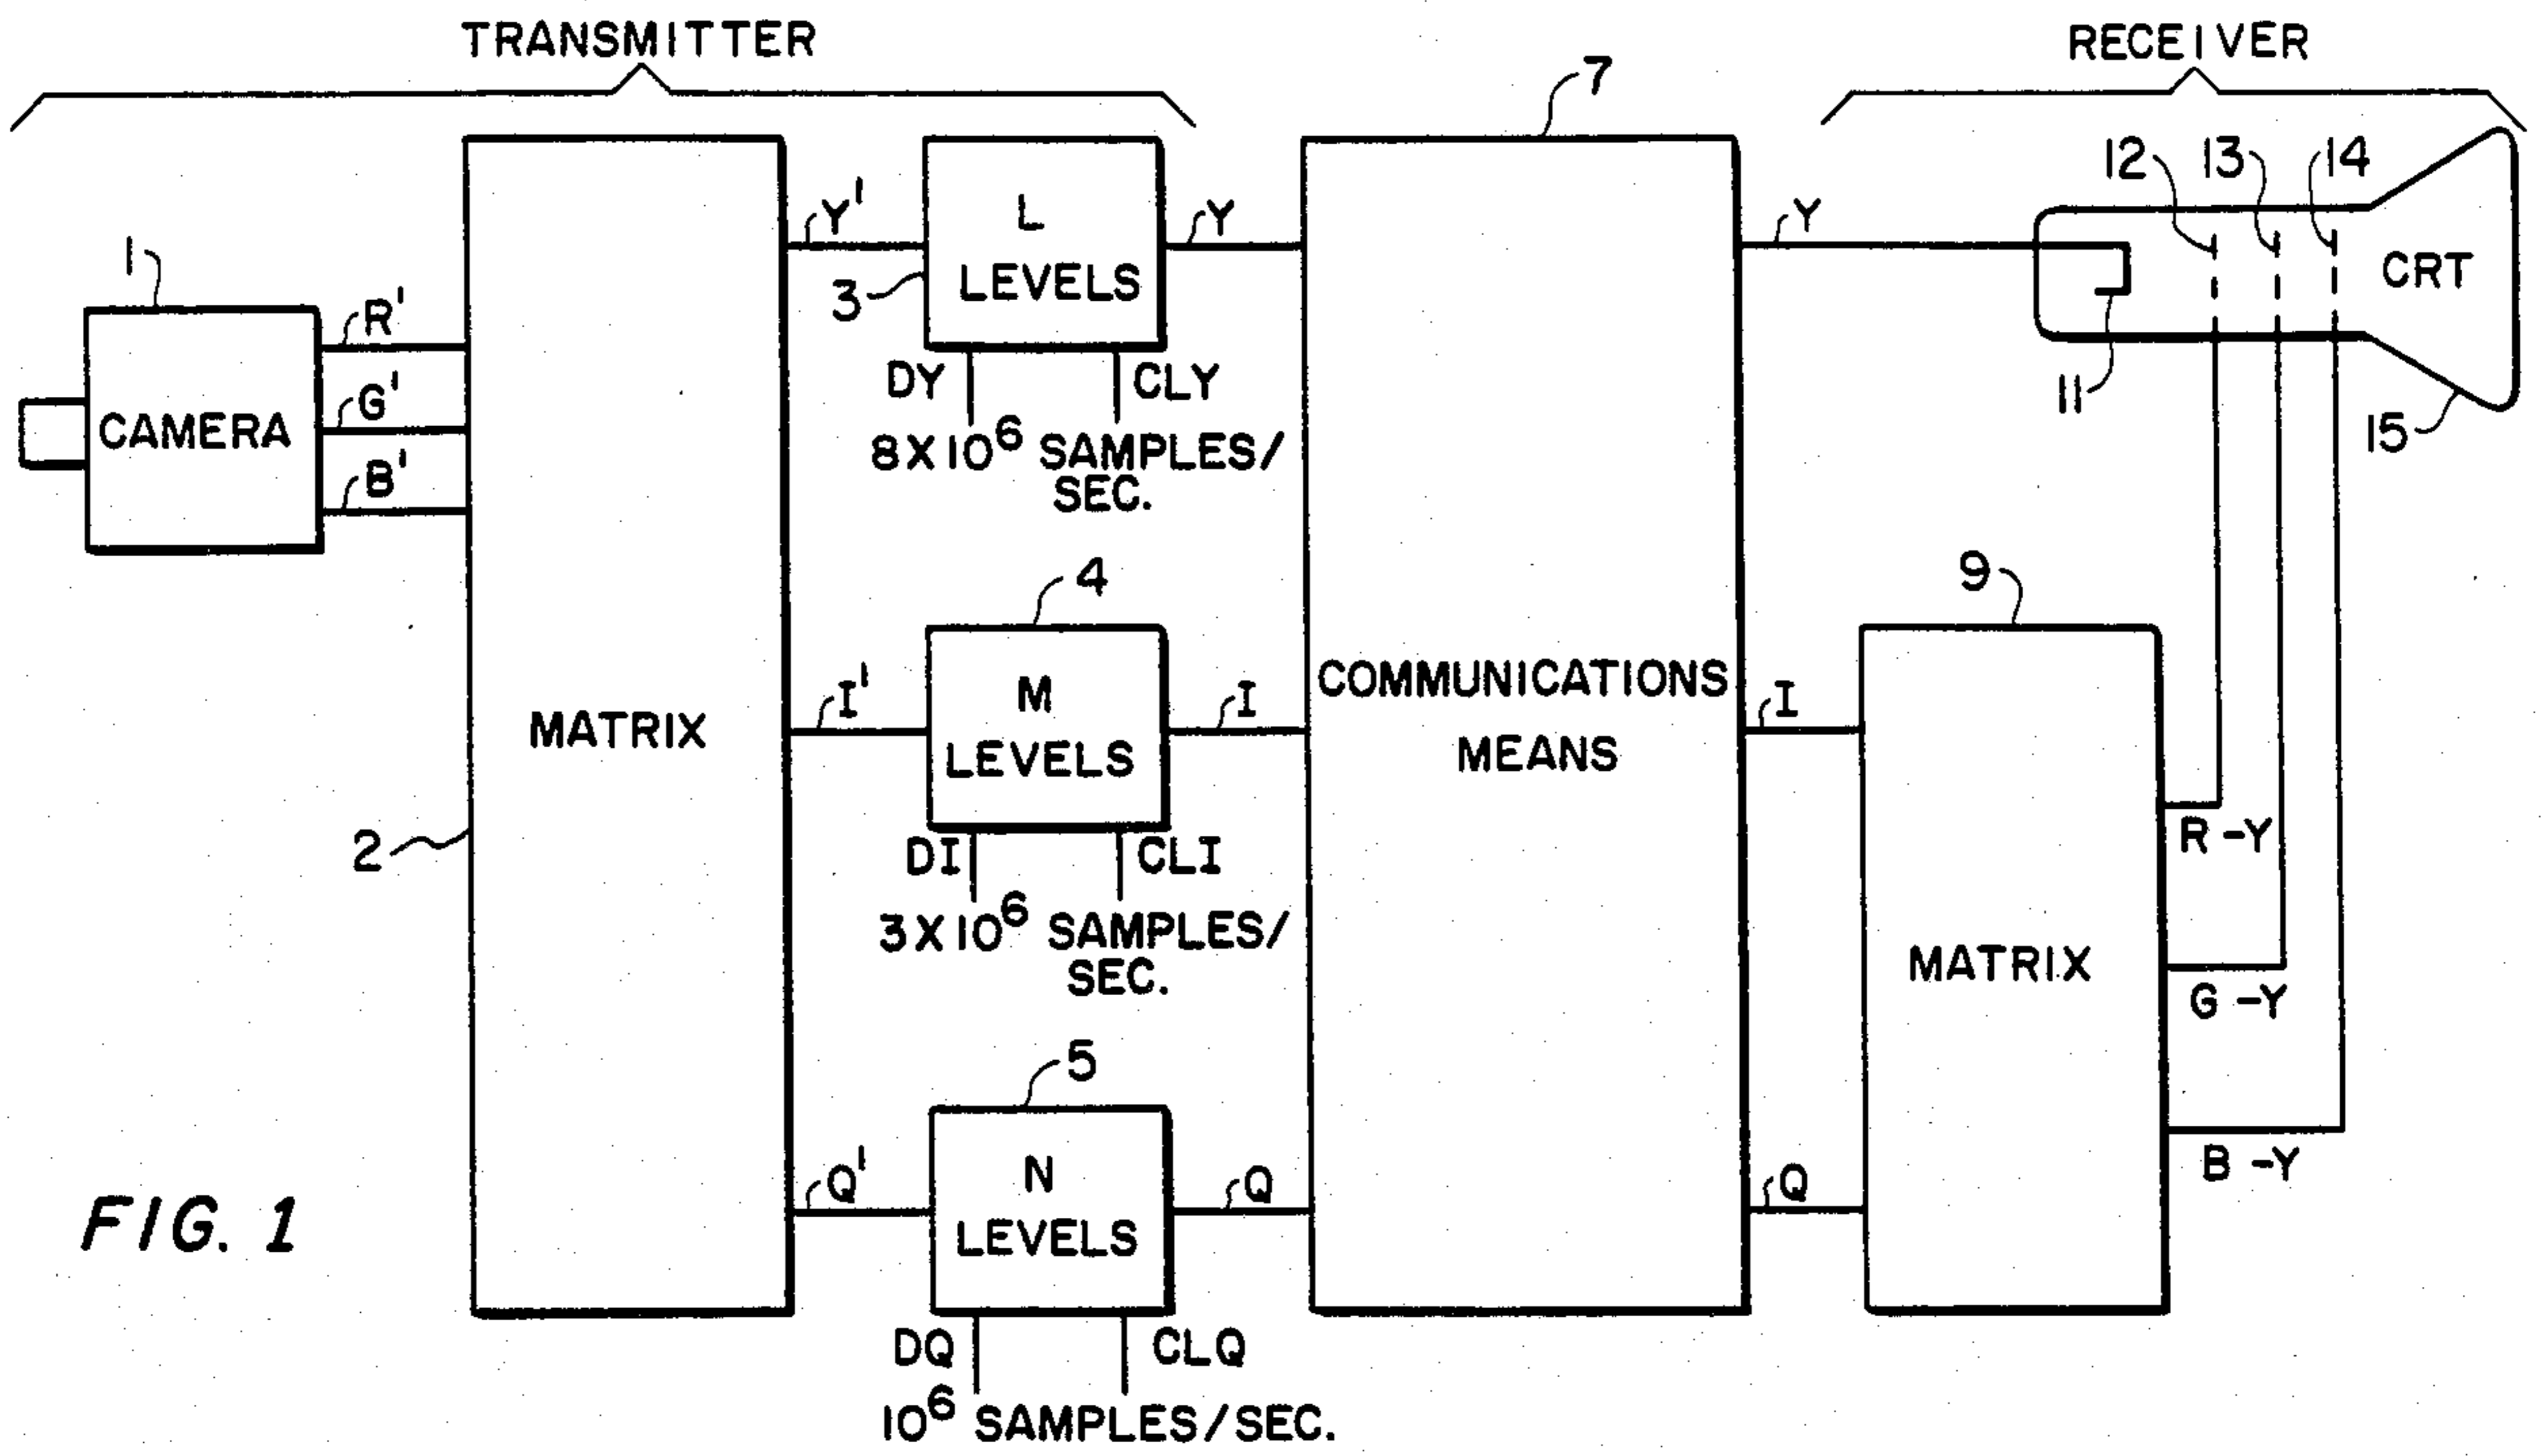 TRANSMITTER
RECEIVER
7
12
13
14
1
Y'
L
LEVELS
Y
Y
CRT
3
R'
G'
B'
CAMERA
DY
CLY
11
15
8X10⁶ SAMPLES/
SEC.
4
9
I'
M
LEVELS
I
COMMUNICATIONS
MEANS
I
MATRIX
2
DI
CLI
R-Y
3X10⁶ SAMPLES/
SEC.
MATRIX
G-Y
5
Q'
N
LEVELS
Q
Q
B-Y
FIG. 1
DQ
CLQ
10⁶ SAMPLES/SEC.